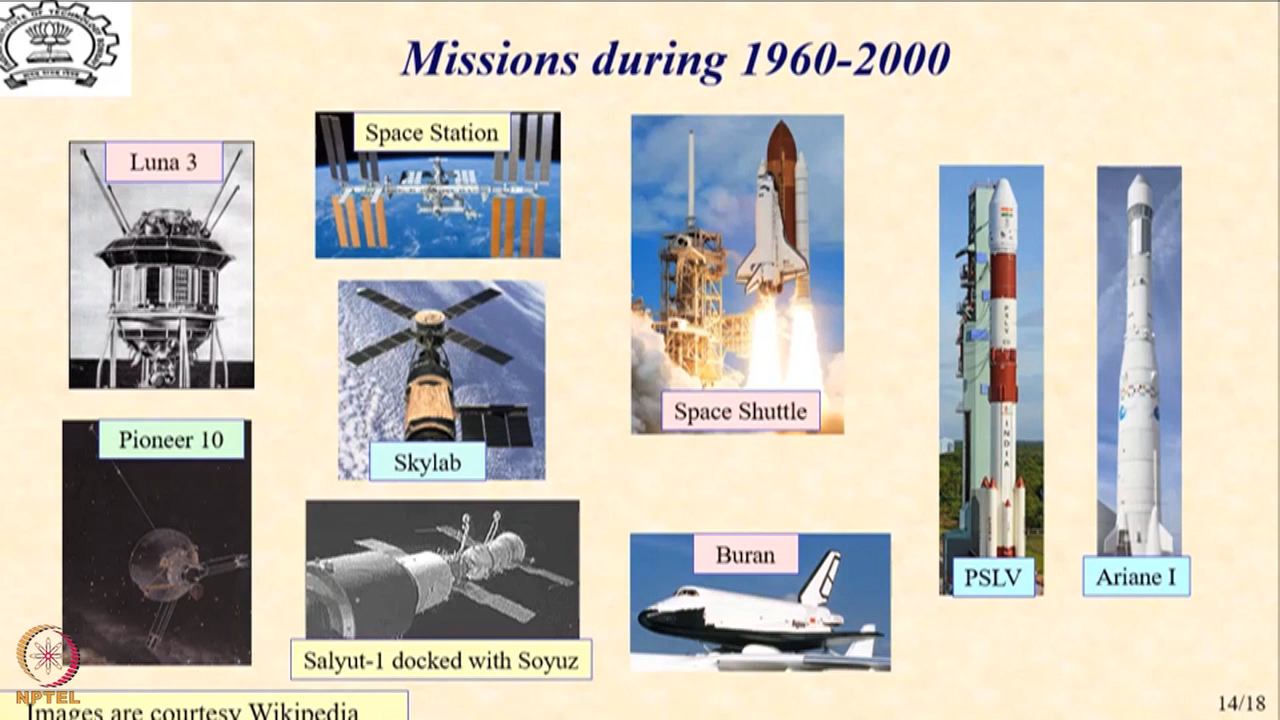 Missions during 1960-2000
Luna 3
Space Station
Space Shuttle
Skylab
Pioneer 10
Salyut-1 docked with Soyuz
Buran
PSLV
INDIA
Ariane I
NPTEL
Images are courtesy Wikipedia
14/18